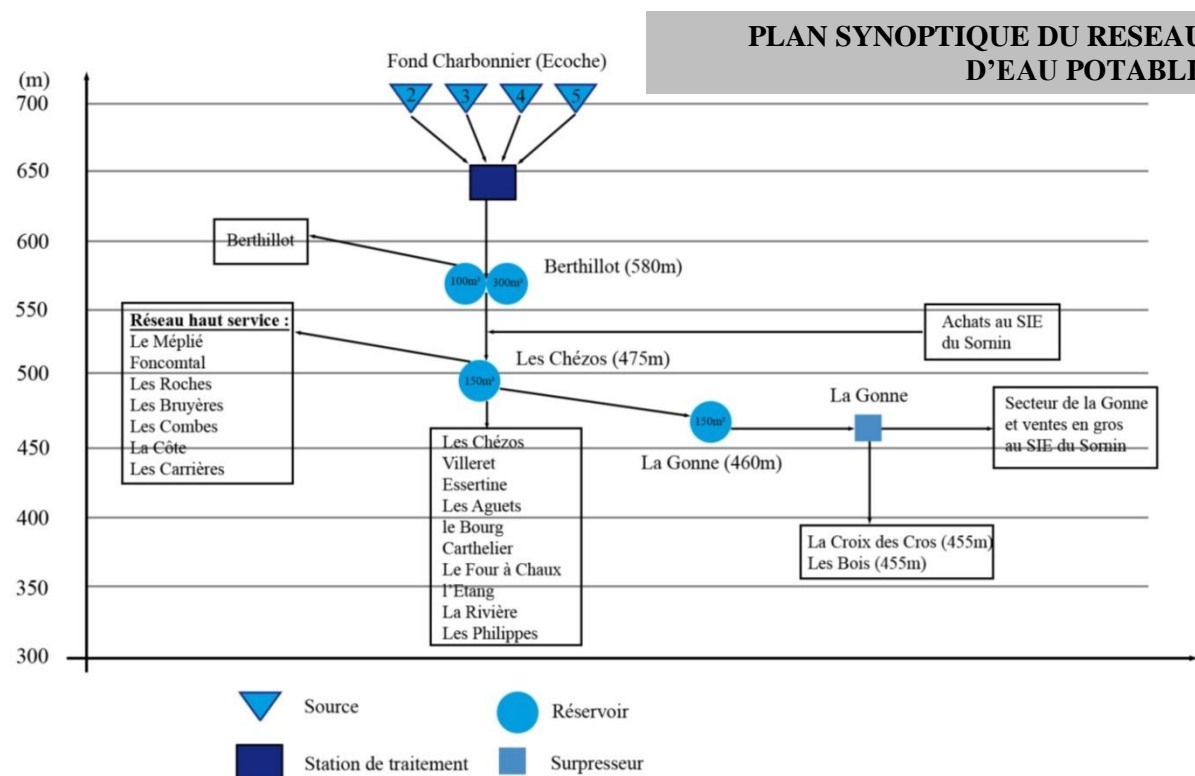 PLAN SYNOPTIQUE DU RESEAU
D'EAU POTABLE
Fond Charbonnier (Ecoche)
(m)
700
2
3
4
5
650
600
Berthillot
Berthillot (580m)
100m³
300m³
550
Réseau haut service :
Le Méplié
Foncomtal
Les Roches
Les Bruyères
Les Combes
La Côte
Les Carrières
Achats au SIE
du Sornin
500
Les Chézos (475m)
150m³
La Gonne
150m³
La Gonne (460m)
Secteur de la Gonne
et ventes en gros
au SIE du Sornin
450
Les Chézos
Villeret
Essertine
Les Aguets
le Bourg
Carthelier
Le Four à Chaux
l'Etang
La Rivière
Les Philippes
400
La Croix des Cros (455m)
Les Bois (455m)
350
300
Source
Réservoir
Station de traitement
Surpresseur